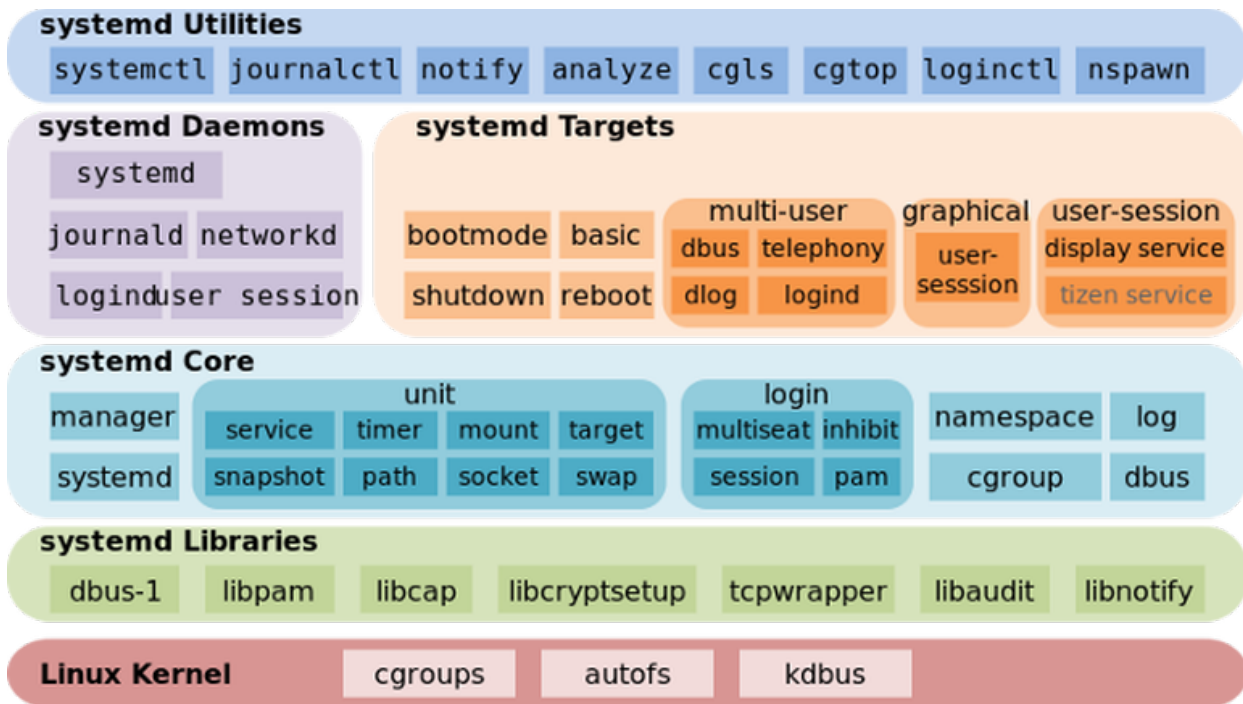 systemd Utilities
systemctl journalctl notify analyze cgls cgtop loginctl nspawn
systemd Daemons
systemd
journald networkd
logind user session
systemd Targets
bootmode basic
shutdown reboot
multi-user
dbus telephony
dlog logind
graphical
user-
sesssion
user-session
display service
tizen service
systemd Core
manager
systemd
unit
service timer mount target
snapshot path socket swap
login
multiseat inhibit
session pam
namespace log
cgroup dbus
systemd Libraries
dbus-1 libpam libcap libcryptsetup tcpwrapper libaudit libnotify
Linux Kernel cgroups autofs kdbus